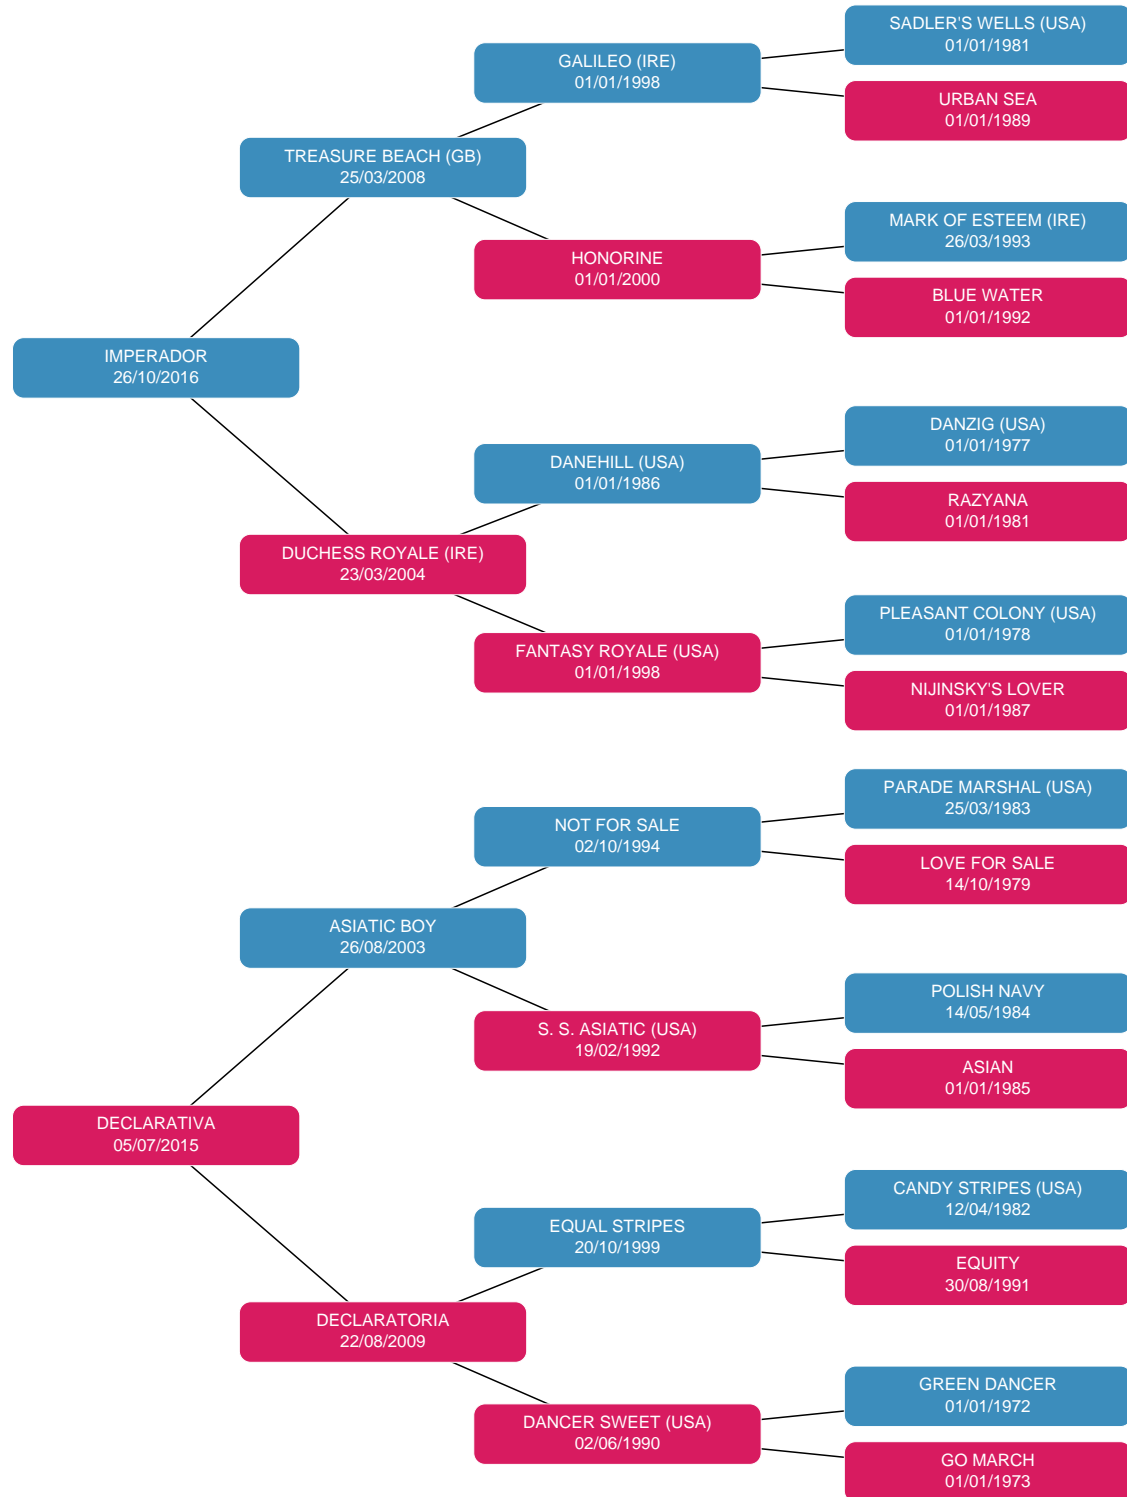 SADLER'S WELLS (USA)
01/01/1981
GALILEO (IRE)
01/01/1998
URBAN SEA
01/01/1989
TREASURE BEACH (GB)
25/03/2008
MARK OF ESTEEM (IRE)
26/03/1993
HONORINE
01/01/2000
BLUE WATER
01/01/1992
IMPERADOR
26/10/2016
DANZIG (USA)
01/01/1977
DANEHILL (USA)
01/01/1986
RAZYANA
01/01/1981
DUCHESS ROYALE (IRE)
23/03/2004
PLEASANT COLONY (USA)
01/01/1978
FANTASY ROYALE (USA)
01/01/1998
NIJINSKY'S LOVER
01/01/1987
PARADE MARSHAL (USA)
25/03/1983
NOT FOR SALE
02/10/1994
LOVE FOR SALE
14/10/1979
ASIATIC BOY
26/08/2003
POLISH NAVY
14/05/1984
S. S. ASIATIC (USA)
19/02/1992
ASIAN
01/01/1985
DECLARATIVA
05/07/2015
CANDY STRIPES (USA)
12/04/1982
EQUAL STRIPES
20/10/1999
EQUITY
30/08/1991
DECLARATORIA
22/08/2009
GREEN DANCER
01/01/1972
DANCER SWEET (USA)
02/06/1990
GO MARCH
01/01/1973